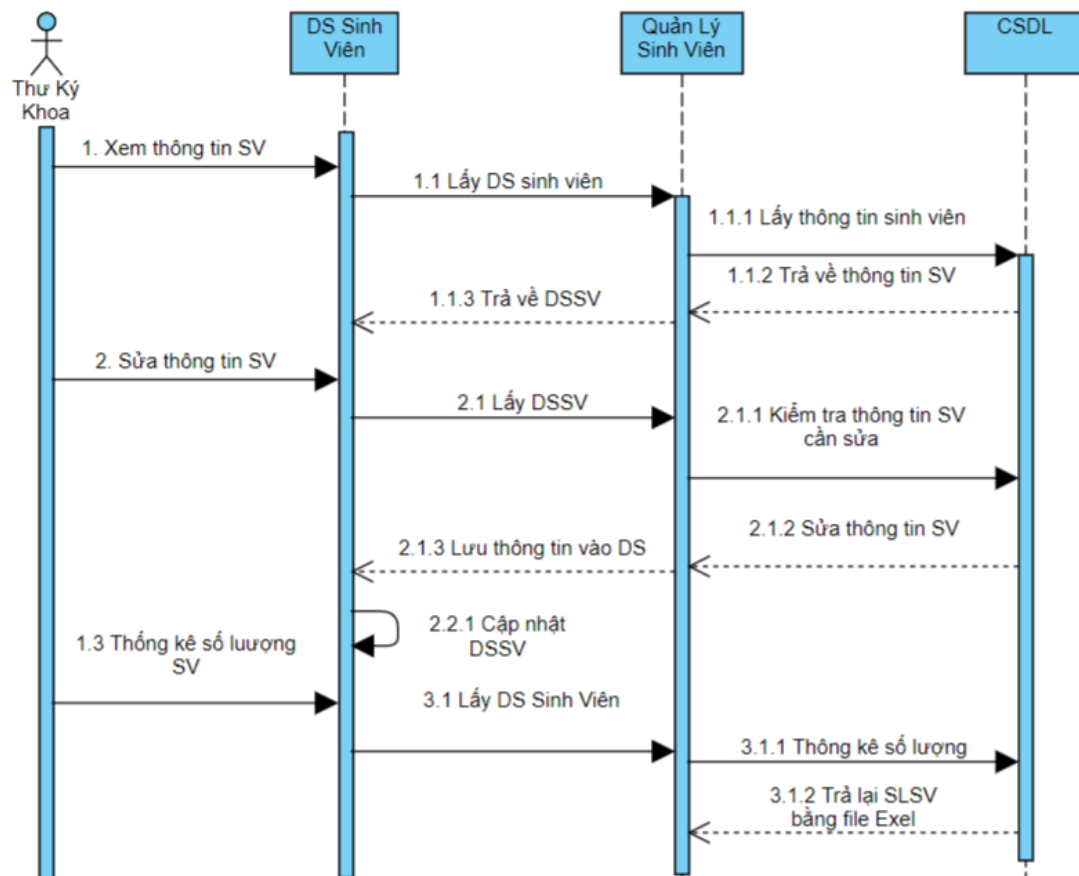 Thư Ký
Khoa
DS Sinh
Viên
Quản Lý
Sinh Viên
CSDL
1. Xem thông tin SV
1.1 Lấy DS sinh viên
1.1.1 Lấy thông tin sinh viên
1.1.2 Trả về thông tin SV
1.1.3 Trả về DSSV
2. Sửa thông tin SV
2.1 Lấy DSSV
2.1.1 Kiểm tra thông tin SV
cần sửa
2.1.2 Sửa thông tin SV
2.1.3 Lưu thông tin vào DS
2.2.1 Cập nhật
DSSV
1.3 Thống kê số luượng
SV
3.1 Lấy DS Sinh Viên
3.1.1 Thông kê số lượng
3.1.2 Trả lại SLSV
bằng file Exel